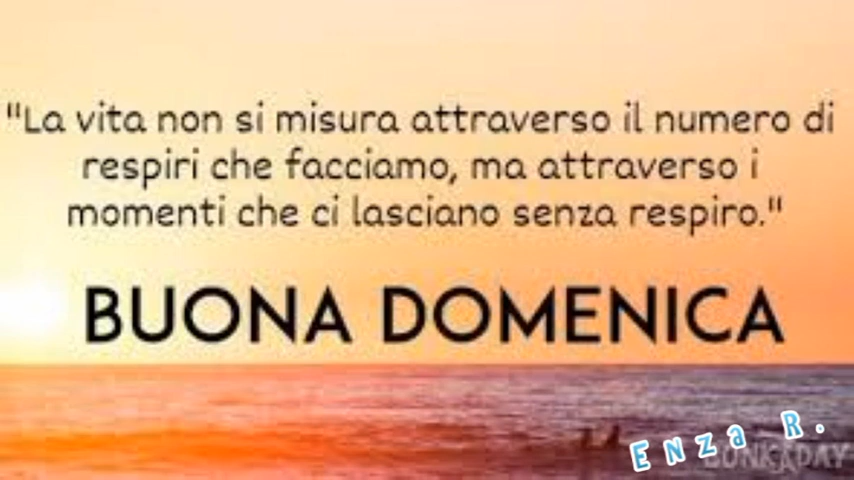 "La vita non si misura attraverso il numero di
respiri che facciamo, ma attraverso i
momenti che ci lasciano senza respiro."
BUONA DOMENICA
Enza R.